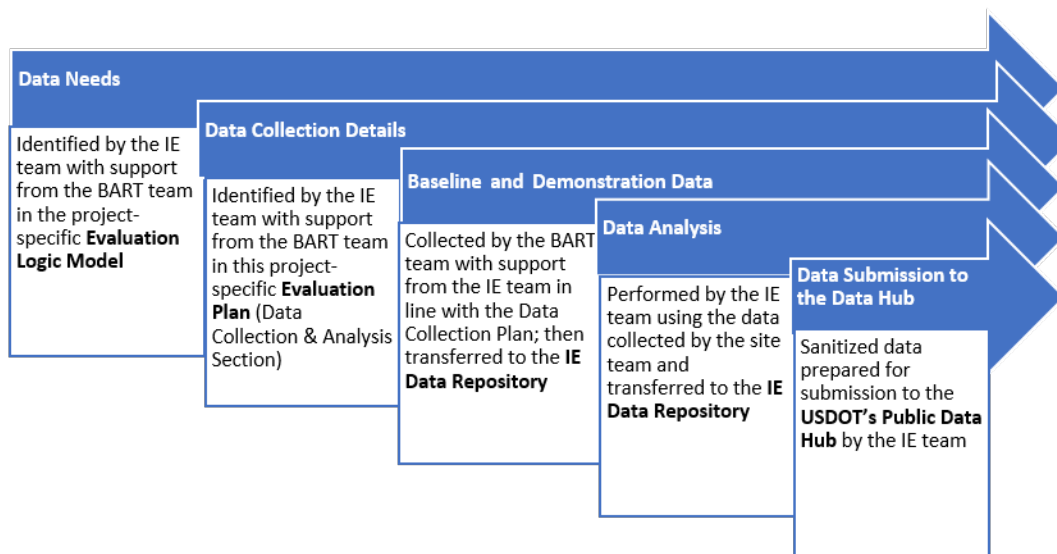 Data Needs
Identified by the IE
team with support
from the BART team
in the project-
specific Evaluation
Logic Model
Data Collection Details
Identified by the IE
team with support
from the BART team
in this project-
specific Evaluation
Plan (Data
Collection & Analysis
Section)
Baseline and Demonstration Data
Collected by the BART
team with support
from the IE team in
line with the Data
Collection Plan; then
transferred to the IE
Data Repository
Data Analysis
Performed by the IE
team using the data
collected by the site
team and
transferred to the IE
Data Repository
Data Submission to
the Data Hub
Sanitized data
prepared for
submission to the
USDOT's Public Data
Hub by the IE team